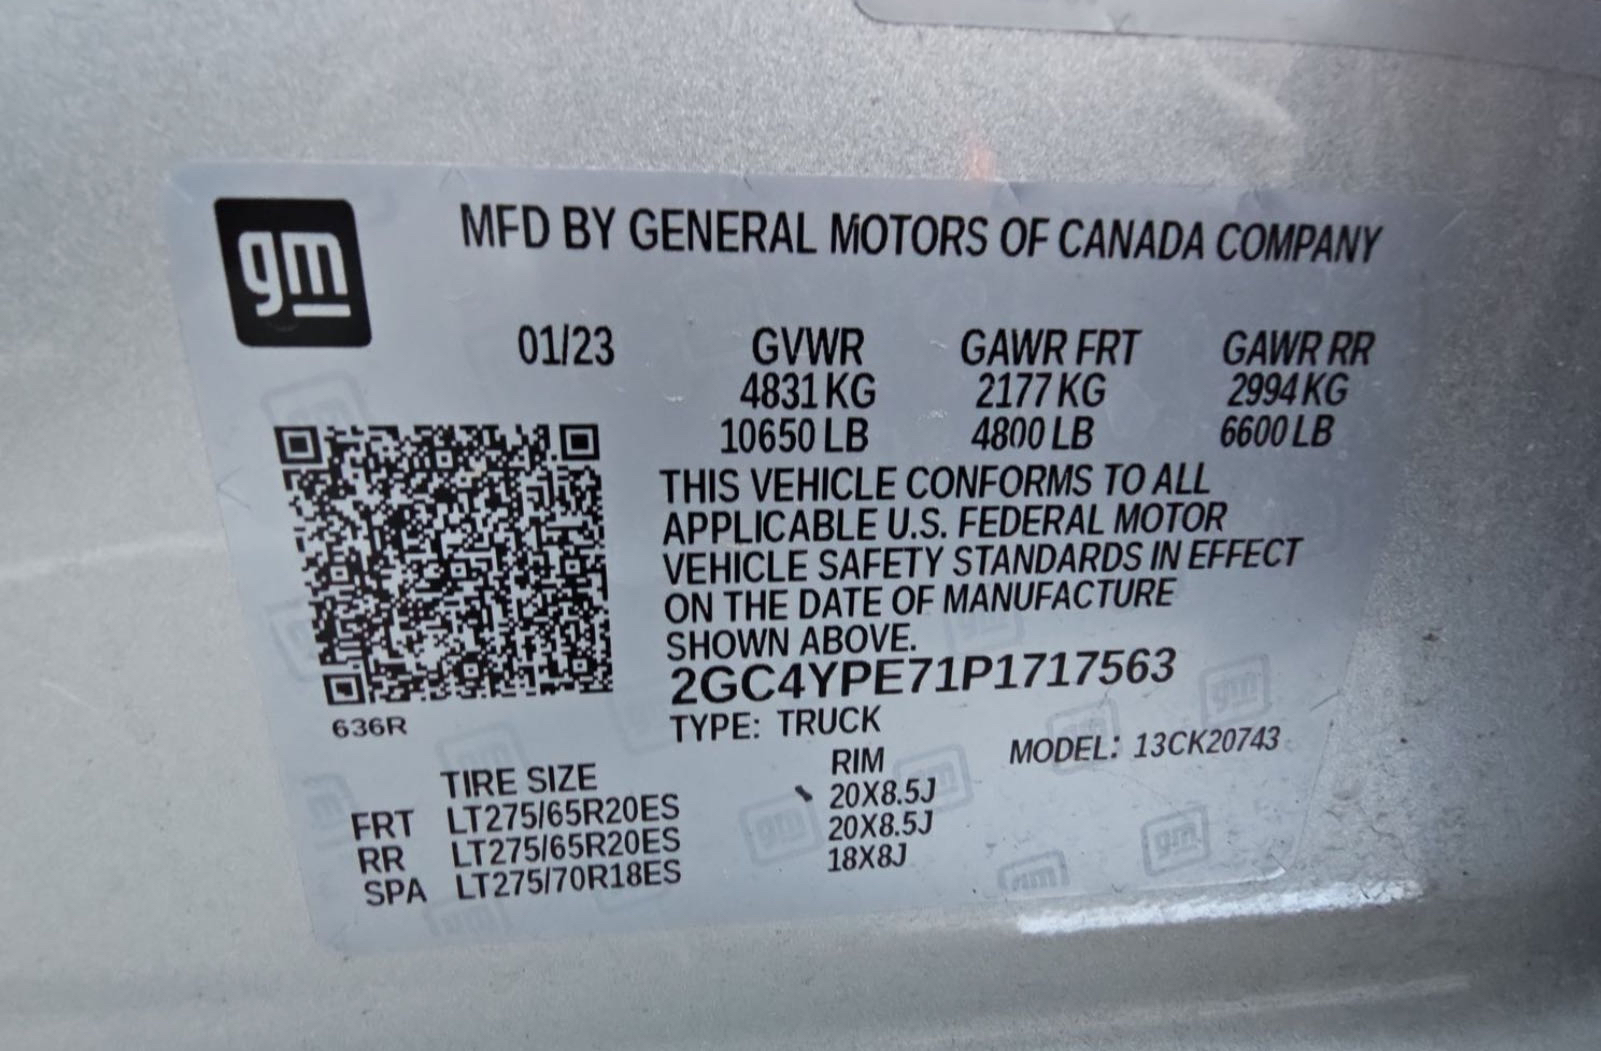 gm
MFD BY GENERAL MOTORS OF CANADA COMPANY
01/23 GVWR GAWR FRT GAWR RR
4831 KG 2177 KG 2994 KG
10650 LB 4800 LB 6600 LB
THIS VEHICLE CONFORMS TO ALL
APPLICABLE U.S. FEDERAL MOTOR
VEHICLE SAFETY STANDARDS IN EFFECT
ON THE DATE OF MANUFACTURE
SHOWN ABOVE.
2GC4YPE71P1717563
636R
TYPE: TRUCK
MODEL: 13CK20743
TIRE SIZE RIM
FRT LT275/65R20ES 20X8.5J
RR LT275/65R20ES 20X8.5J
SPA LT275/70R18ES 18X8J